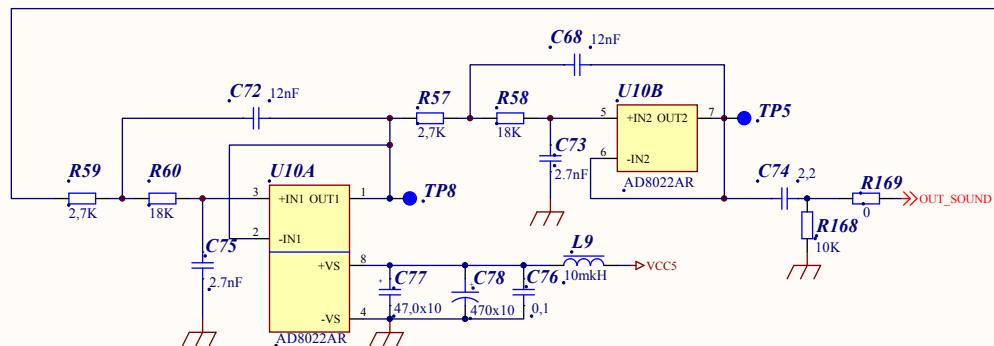 C68
12nF
C72
12nF
R57
2,7K
R58
18K
U10B
5
+IN2
OUT2
7
TP5
6
-IN2
AD8022AR
C73
2.7nF
R59
2,7K
R60
18K
U10A
3
+IN1
OUT1
1
TP8
2
-IN1
C74
2,2
R169
0
OUT_SOUND
R168
10K
C75
2.7nF
+VS
8
-VS
4
AD8022AR
C77
+
47,0x10
C78
+
470x10
C76
0,1
L9
10mkH
VCC5